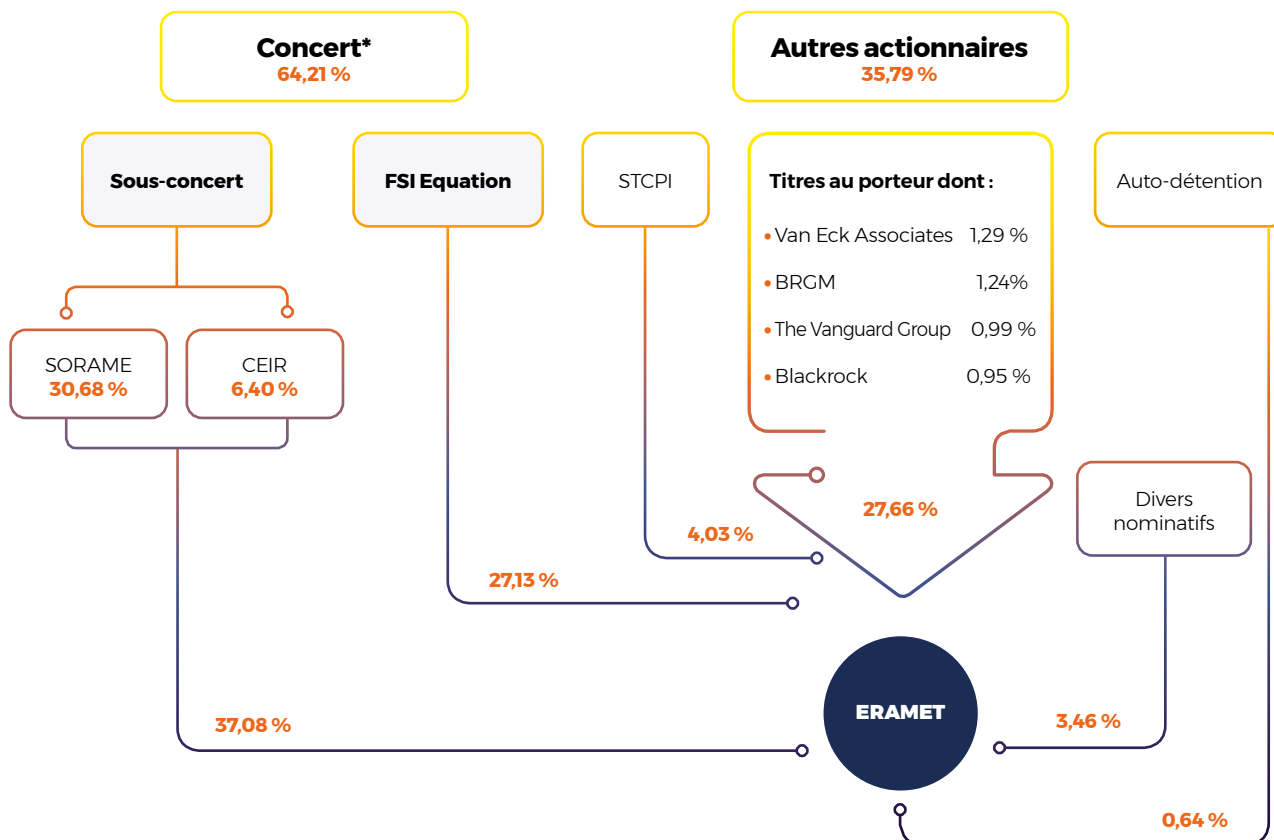 Concert*
64,21 %
Autres actionnaires
35,79 %
Sous-concert
FSI Equation
STCPI
Titres au porteur dont :
• Van Eck Associates 1,29 %
• BRGM 1,24%
• The Vanguard Group 0,99 %
• Blackrock 0,95 %
Auto-détention
SORAME
30,68 %
CEIR
6,40 %
27,66 %
Divers
nominatifs
4,03 %
27,13 %
37,08 %
ERAMET
3,46 %
0,64 %